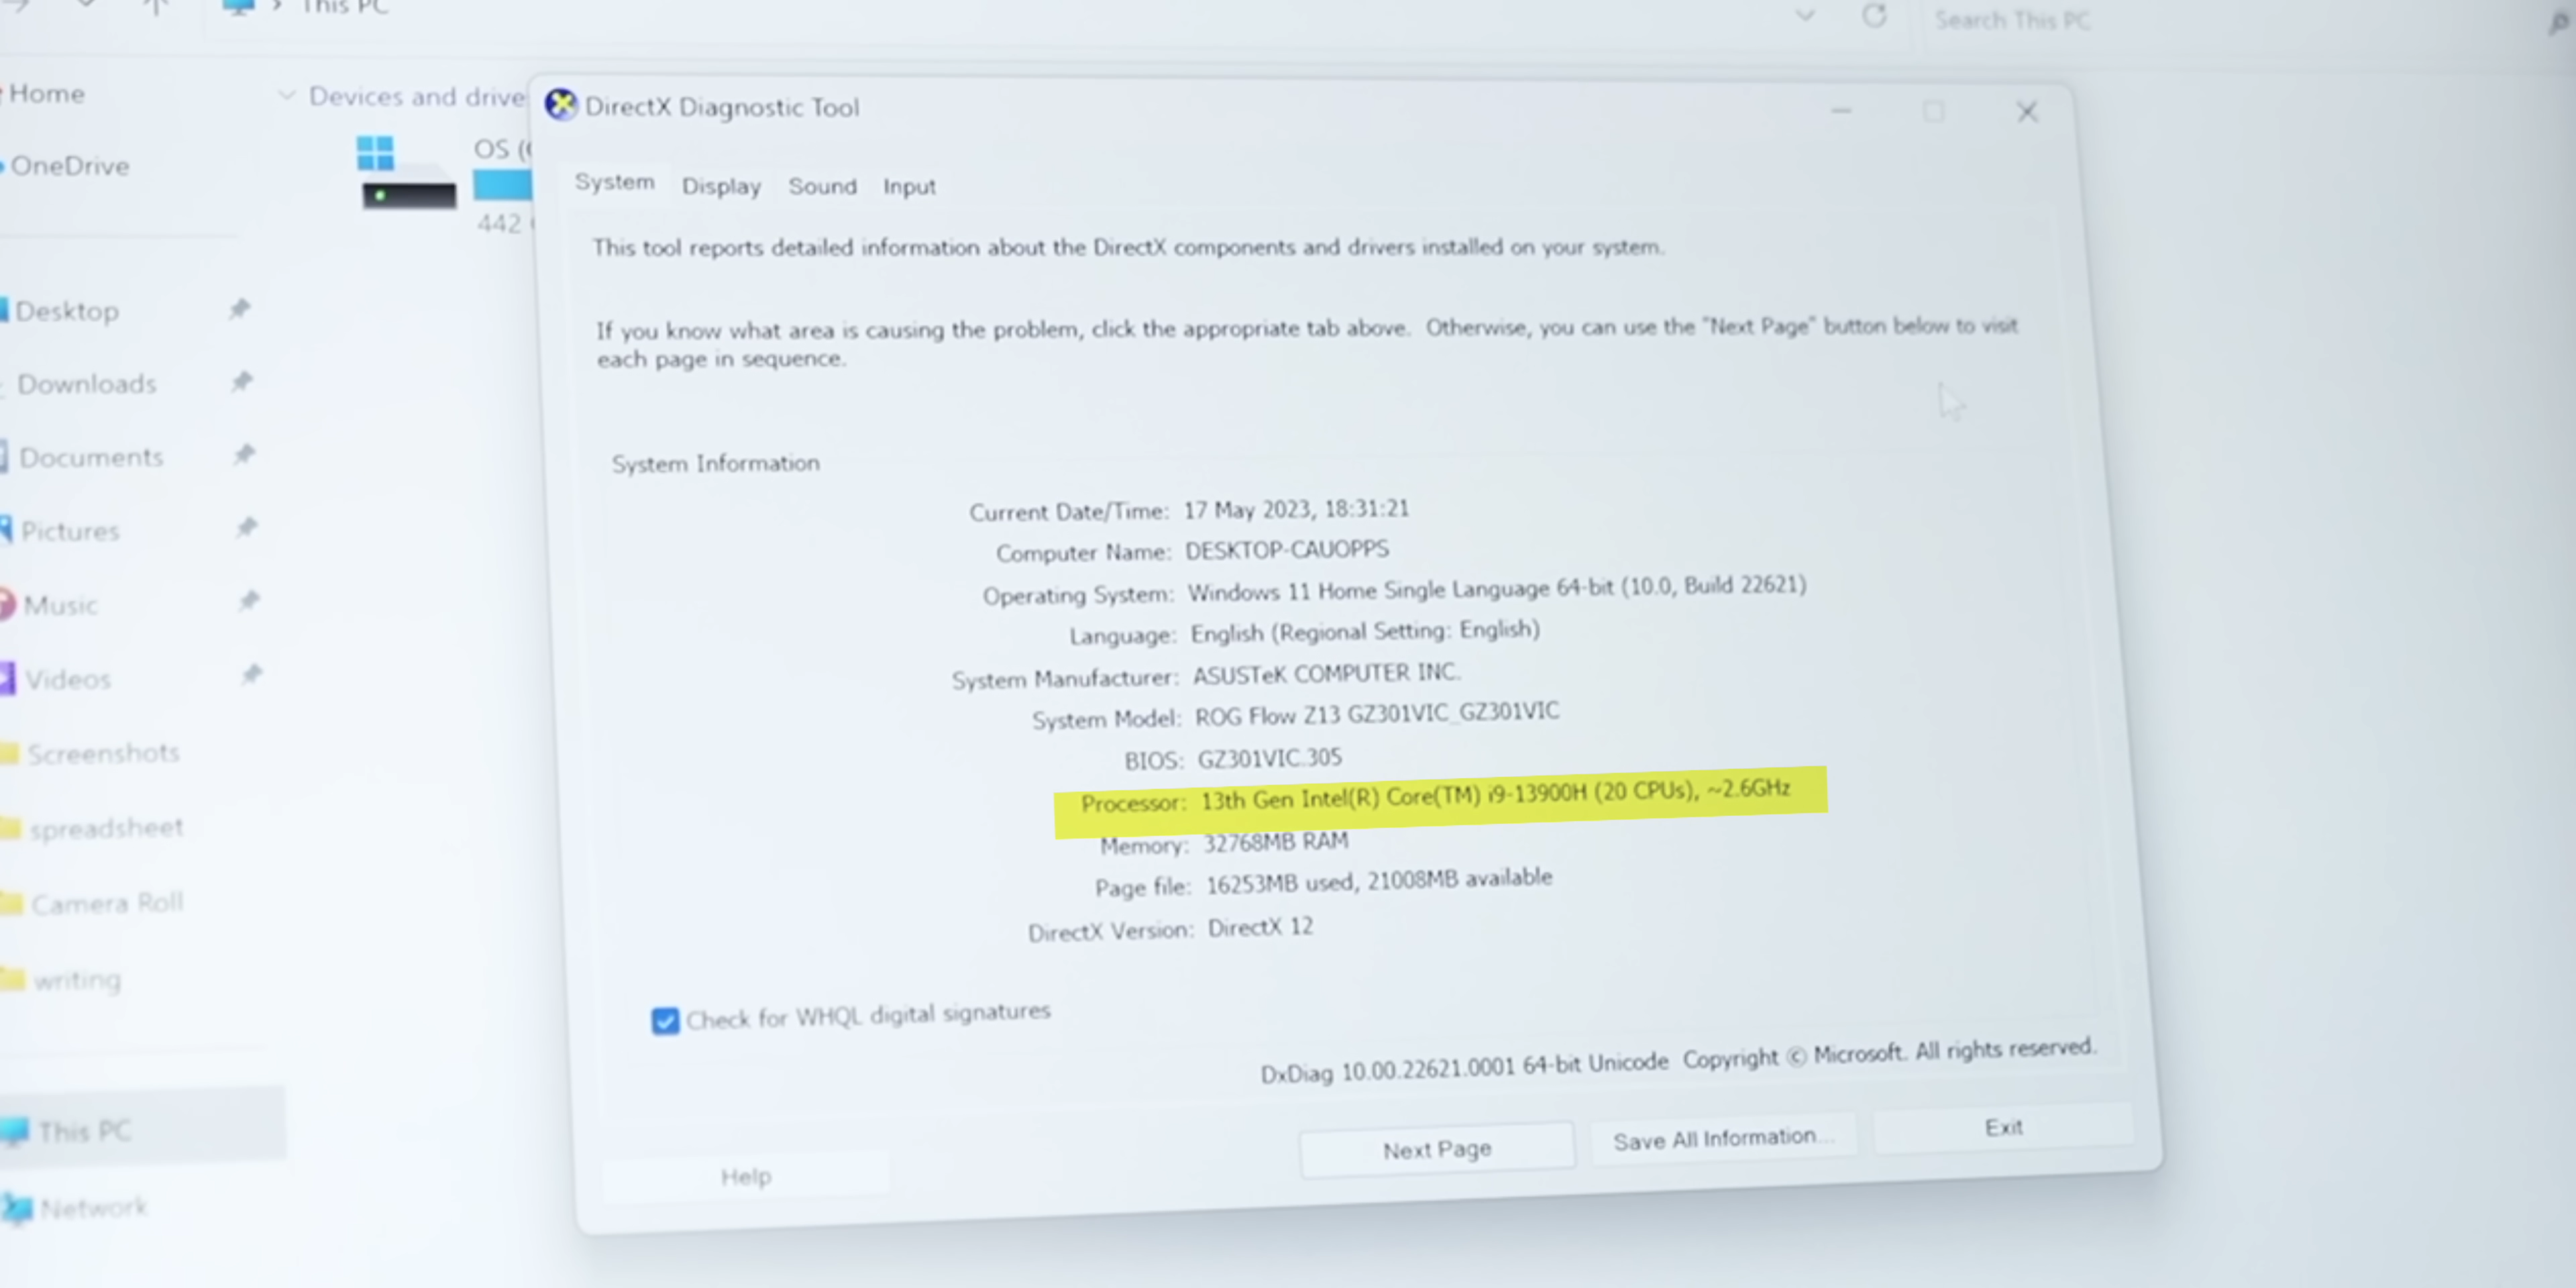 This PC
Search This PC
Home
OneDrive
Desktop
Downloads
Documents
Pictures
Music
Videos
Screenshots
spreadsheet
Camera Roll
writing
This PC
Network
Devices and drive
OS (
442
DirectX Diagnostic Tool
System Display Sound Input
This tool reports detailed information about the DirectX components and drivers installed on your system.
If you know what area is causing the problem, click the appropriate tab above. Otherwise, you can use the "Next Page" button below to visit
each page in sequence.
System Information
Current Date/Time: 17 May 2023, 18:31:21
Computer Name: DESKTOP-CAUOPPS
Operating System: Windows 11 Home Single Language 64-bit (10.0, Build 22621)
Language: English (Regional Setting: English)
System Manufacturer: ASUSTeK COMPUTER INC.
System Model: ROG Flow Z13 GZ301VIC_GZ301VIC
BIOS: GZ301VIC.305
Processor: 13th Gen Intel(R) Core(TM) i9-13900H (20 CPUs), ~2.6GHz
Memory: 32768MB RAM
Page file: 16253MB used, 21008MB available
DirectX Version: DirectX 12
Check for WHQL digital signatures
DxDiag 10.00.22621.0001 64-bit Unicode Copyright © Microsoft. All rights reserved.
Help
Next Page
Save All Information...
Exit